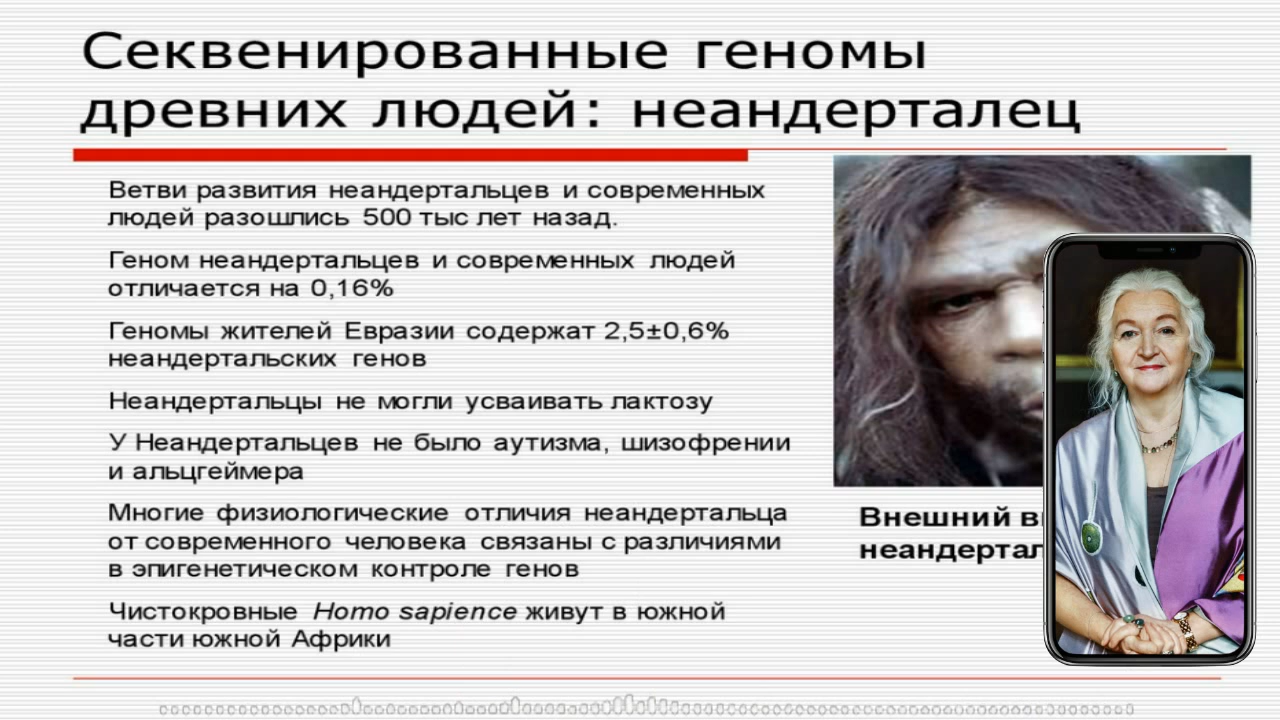 Секвенированные геномы
древних людей: неандерталец
Ветви развития неандертальцев и современных
людей разошлись 500 тыс лет назад.
Геном неандертальцев и современных людей
отличается на 0,16%
Геномы жителей Евразии содержат 2,5±0,6%
неандертальских генов
Неандертальцы не могли усваивать лактозу
У Неандертальцев не было аутизма, шизофрении
и альцгеймера
Многие физиологические отличия неандертальца
от современного человека связаны с различиями
в эпигенетическом контроле генов
Чистокровные Homo sapience живут в южной
части южной Африки
Внешний